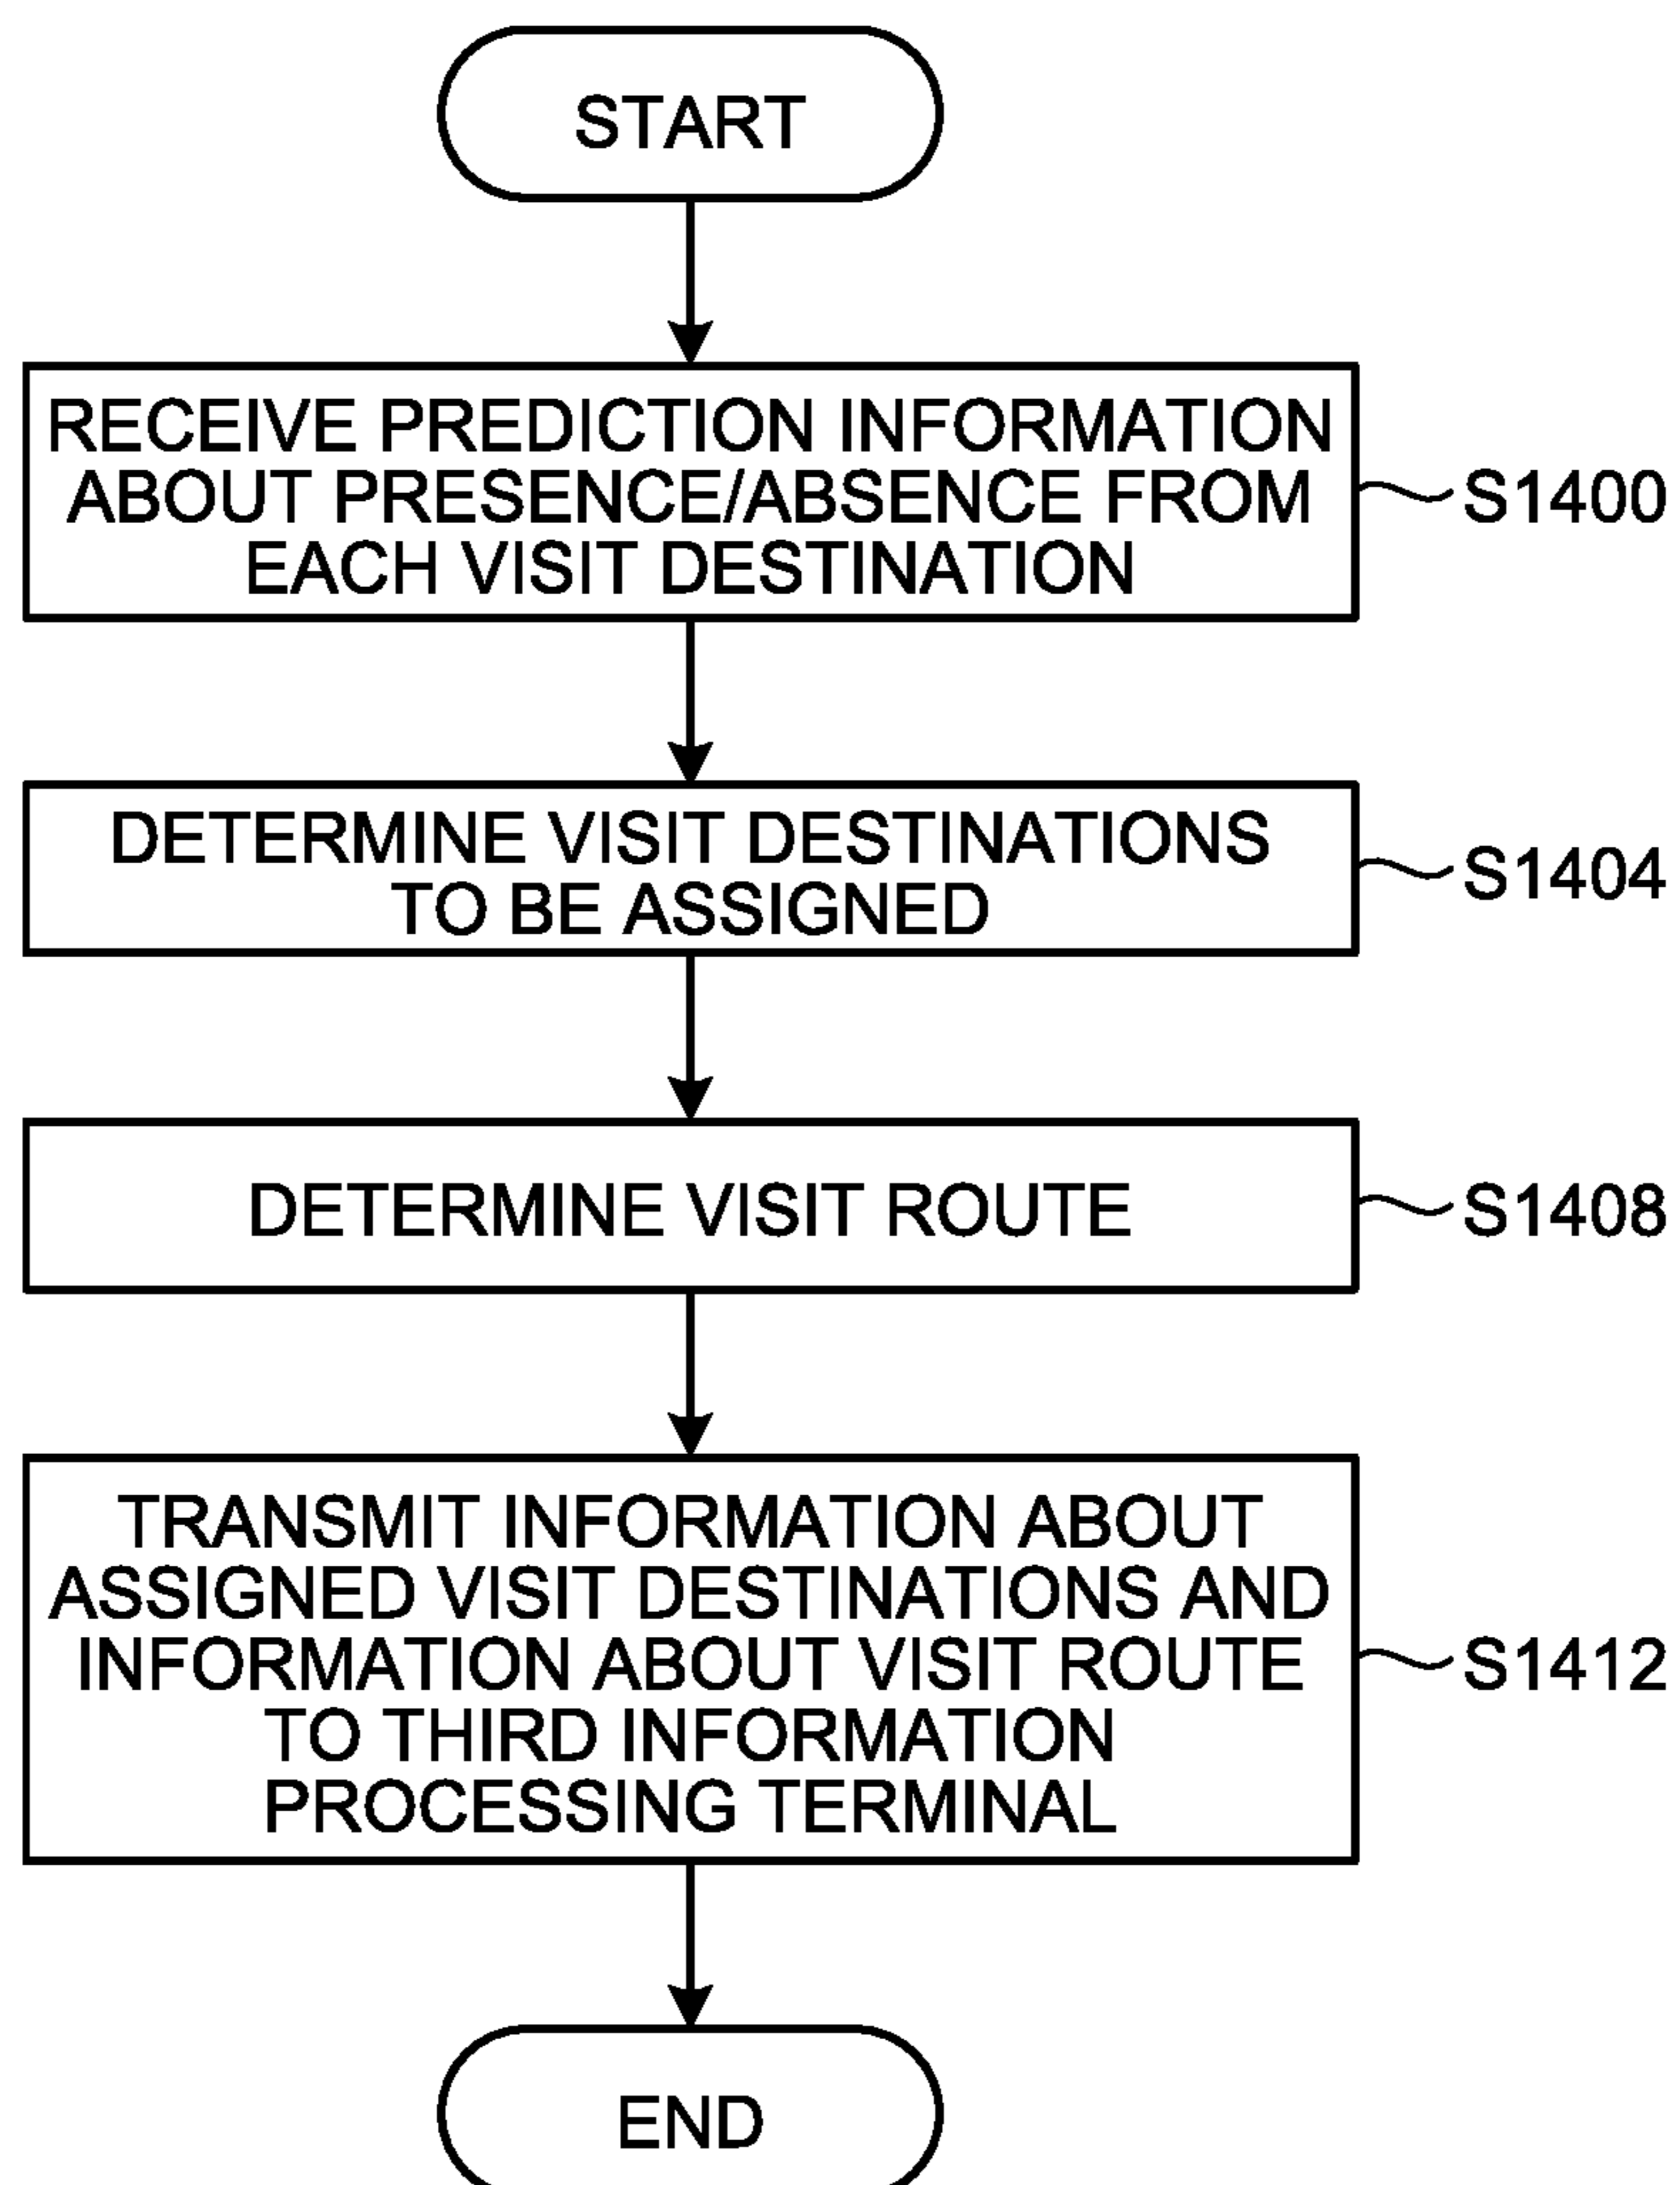 START
RECEIVE PREDICTION INFORMATION
ABOUT PRESENCE/ABSENCE FROM
EACH VISIT DESTINATION
S1400
DETERMINE VISIT DESTINATIONS
TO BE ASSIGNED
S1404
DETERMINE VISIT ROUTE
S1408
TRANSMIT INFORMATION ABOUT
ASSIGNED VISIT DESTINATIONS AND
INFORMATION ABOUT VISIT ROUTE
TO THIRD INFORMATION
PROCESSING TERMINAL
S1412
END